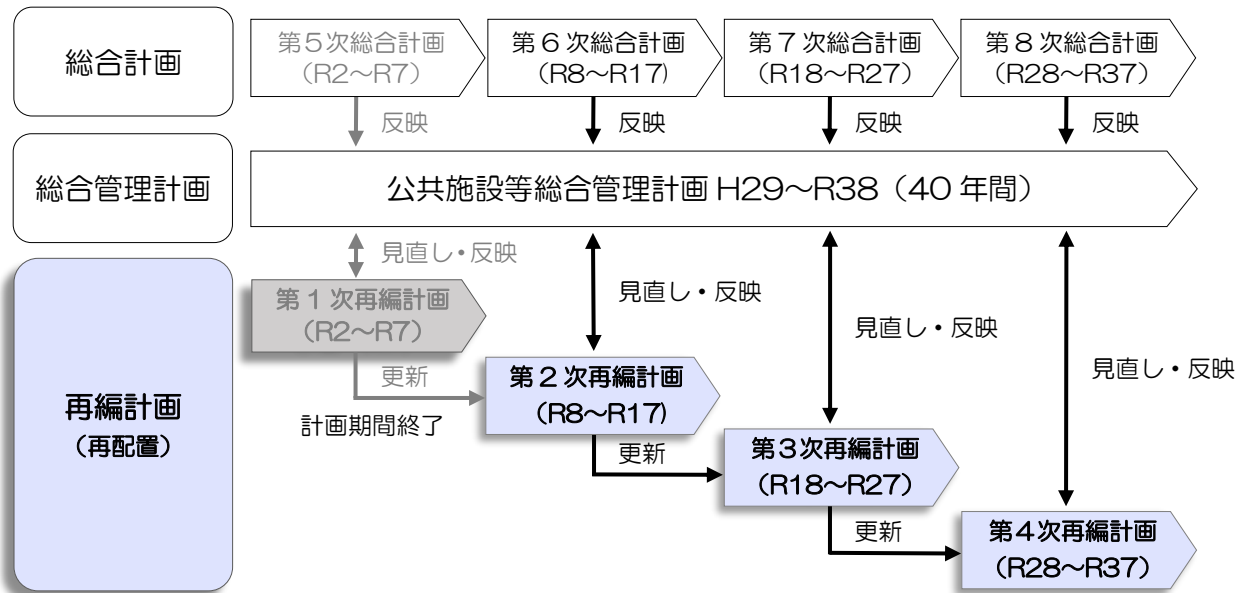 総合計画
第5次総合計画
(R2～R7)
第6次総合計画
(R8～R17)
第7次総合計画
(R18～R27)
第8次総合計画
(R28～R37)
反映
反映
反映
反映
総合管理計画
公共施設等総合管理計画 H29～R38（40年間）
見直し・反映
見直し・反映
見直し・反映
見直し・反映
再編計画
（再配置）
第1次再編計画
（R2～R7）
更新
計画期間終了
第2次再編計画
(R8～R17)
更新
第3次再編計画
(R18～R27)
更新
第4次再編計画
(R28～R37)